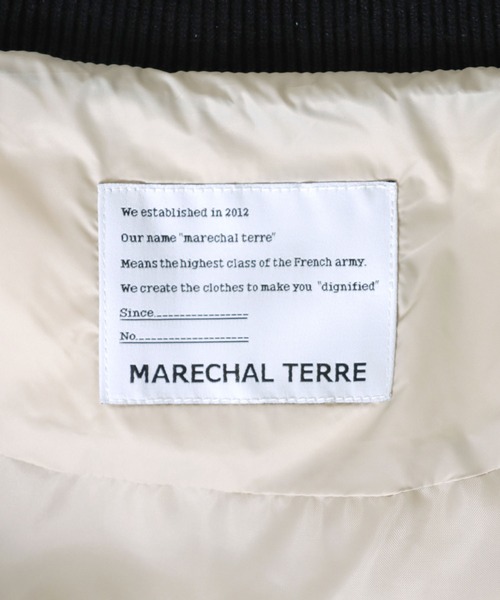 We established in 2012
Our name "marechal terre"
Means the highest class of the French army.
We create the clothes to make you "dignified"
Since
No.
MARECHAL TERRE